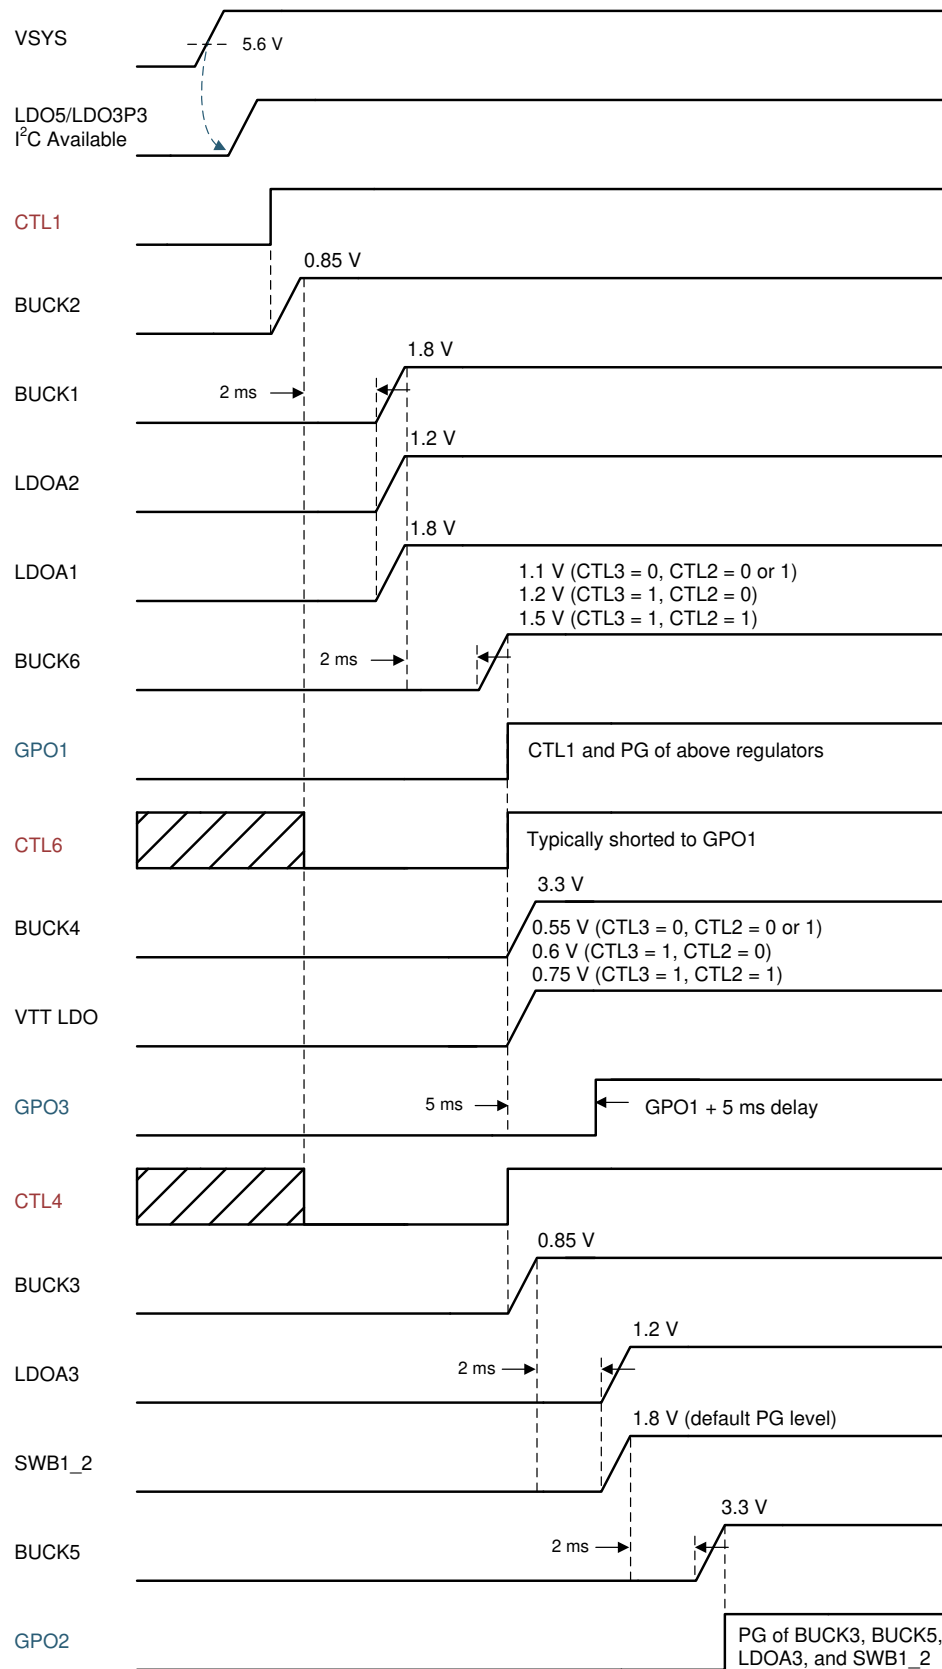 VSYS
5.6 V
LDO5/LDO3P3
I²C Available
CTL1
0.85 V
BUCK2
1.8 V
BUCK1
2 ms
1.2 V
LDOA2
1.8 V
LDOA1
1.1 V (CTL3 = 0, CTL2 = 0 or 1)
1.2 V (CTL3 = 1, CTL2 = 0)
1.5 V (CTL3 = 1, CTL2 = 1)
BUCK6
2 ms
GPO1
CTL1 and PG of above regulators
CTL6
Typically shorted to GPO1
3.3 V
BUCK4
0.55 V (CTL3 = 0, CTL2 = 0 or 1)
0.6 V (CTL3 = 1, CTL2 = 0)
0.75 V (CTL3 = 1, CTL2 = 1)
VTT LDO
GPO3
5 ms
GPO1 + 5 ms delay
CTL4
0.85 V
BUCK3
1.2 V
LDOA3
2 ms
1.8 V (default PG level)
SWB1_2
3.3 V
BUCK5
2 ms
GPO2
PG of BUCK3, BUCK5,
LDOA3, and SWB1_2